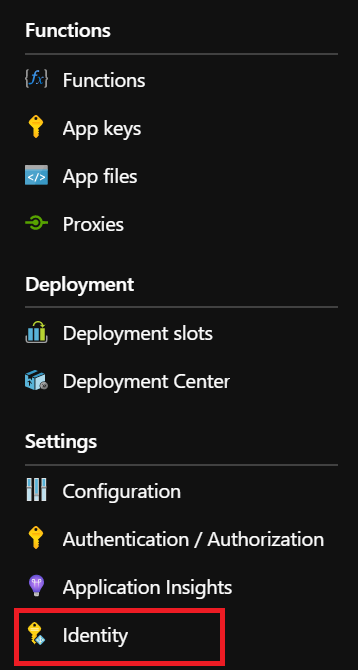 Functions
Functions
App keys
App files
Proxies
Deployment
Deployment slots
Deployment Center
Settings
Configuration
Authentication / Authorization
Application Insights
Identity